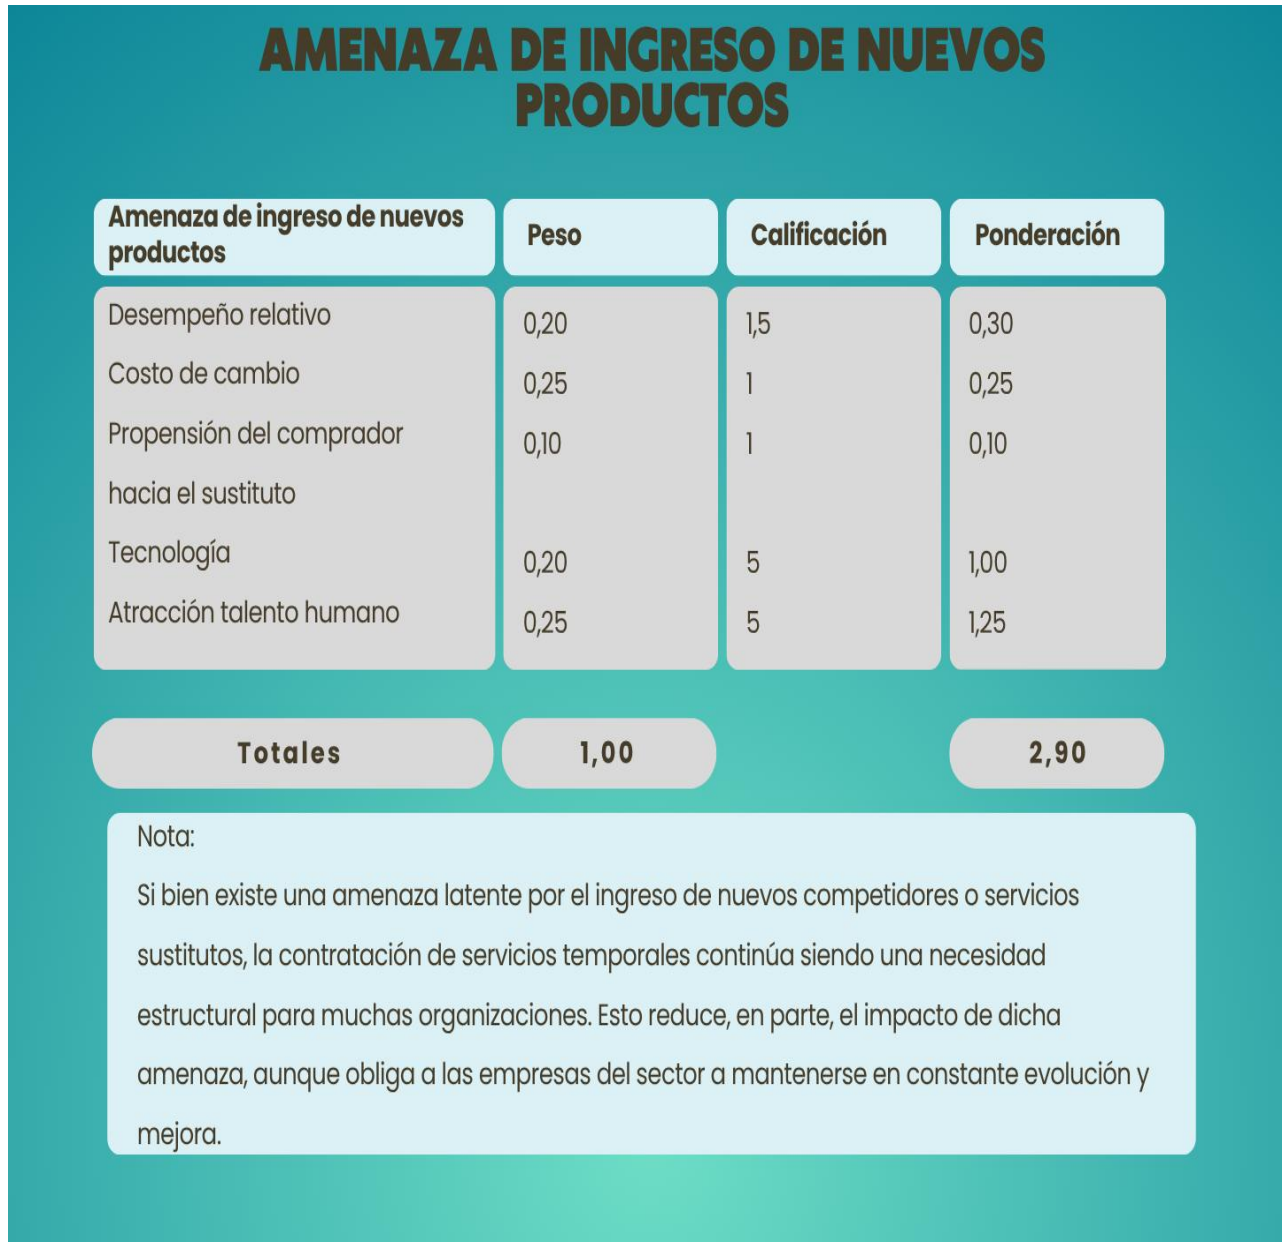 AMENAZA DE INGRESO DE NUEVOS
PRODUCTOS
Amenaza de ingreso de nuevos
productos
Peso
Calificación
Ponderación
Desempeño relativo 0,20 1,5 0,30
Costo de cambio 0,25 1 0,25
Propensión del comprador 0,10 1 0,10
hacia el sustituto
Tecnología 0,20 5 1,00
Atracción talento humano 0,25 5 1,25
Totales 1,00 2,90
Nota:
Si bien existe una amenaza latente por el ingreso de nuevos competidores o servicios
sustitutos, la contratación de servicios temporales continúa siendo una necesidad
estructural para muchas organizaciones. Esto reduce, en parte, el impacto de dicha
amenaza, aunque obliga a las empresas del sector a mantenerse en constante evolución y
mejora.